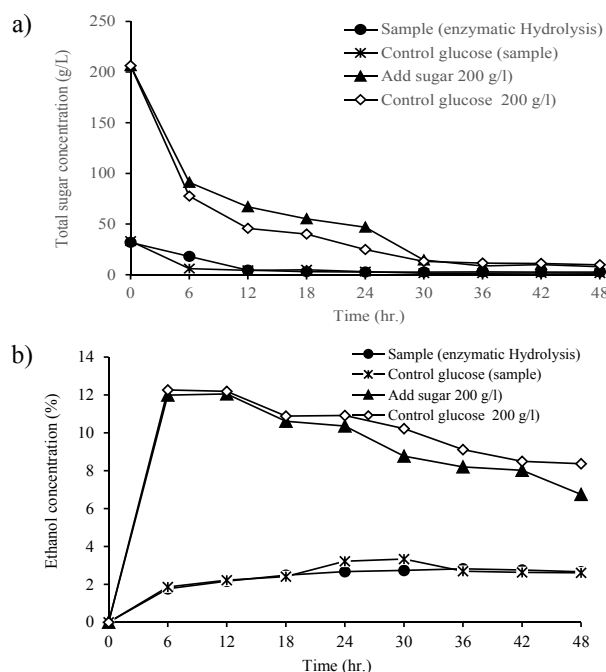 a)
Sample (enzymatic Hydrolysis)
Control glucose (sample)
Add sugar 200 g/l)
Control glucose  200 g/l)
Total sugar concentration (g/L)
250
200
150
100
50
0
0 6 12 18 24 30 36 42 48
Time (hr.)
b)
Sample (enzymatic Hydrolysis)
Control glucose (sample)
Add sugar 200 g/l)
Control glucose  200 g/l)
Ethanol concentration (%)
14
12
10
8
6
4
2
0
0 6 12 18 24 30 36 42 48
Time (hr.)